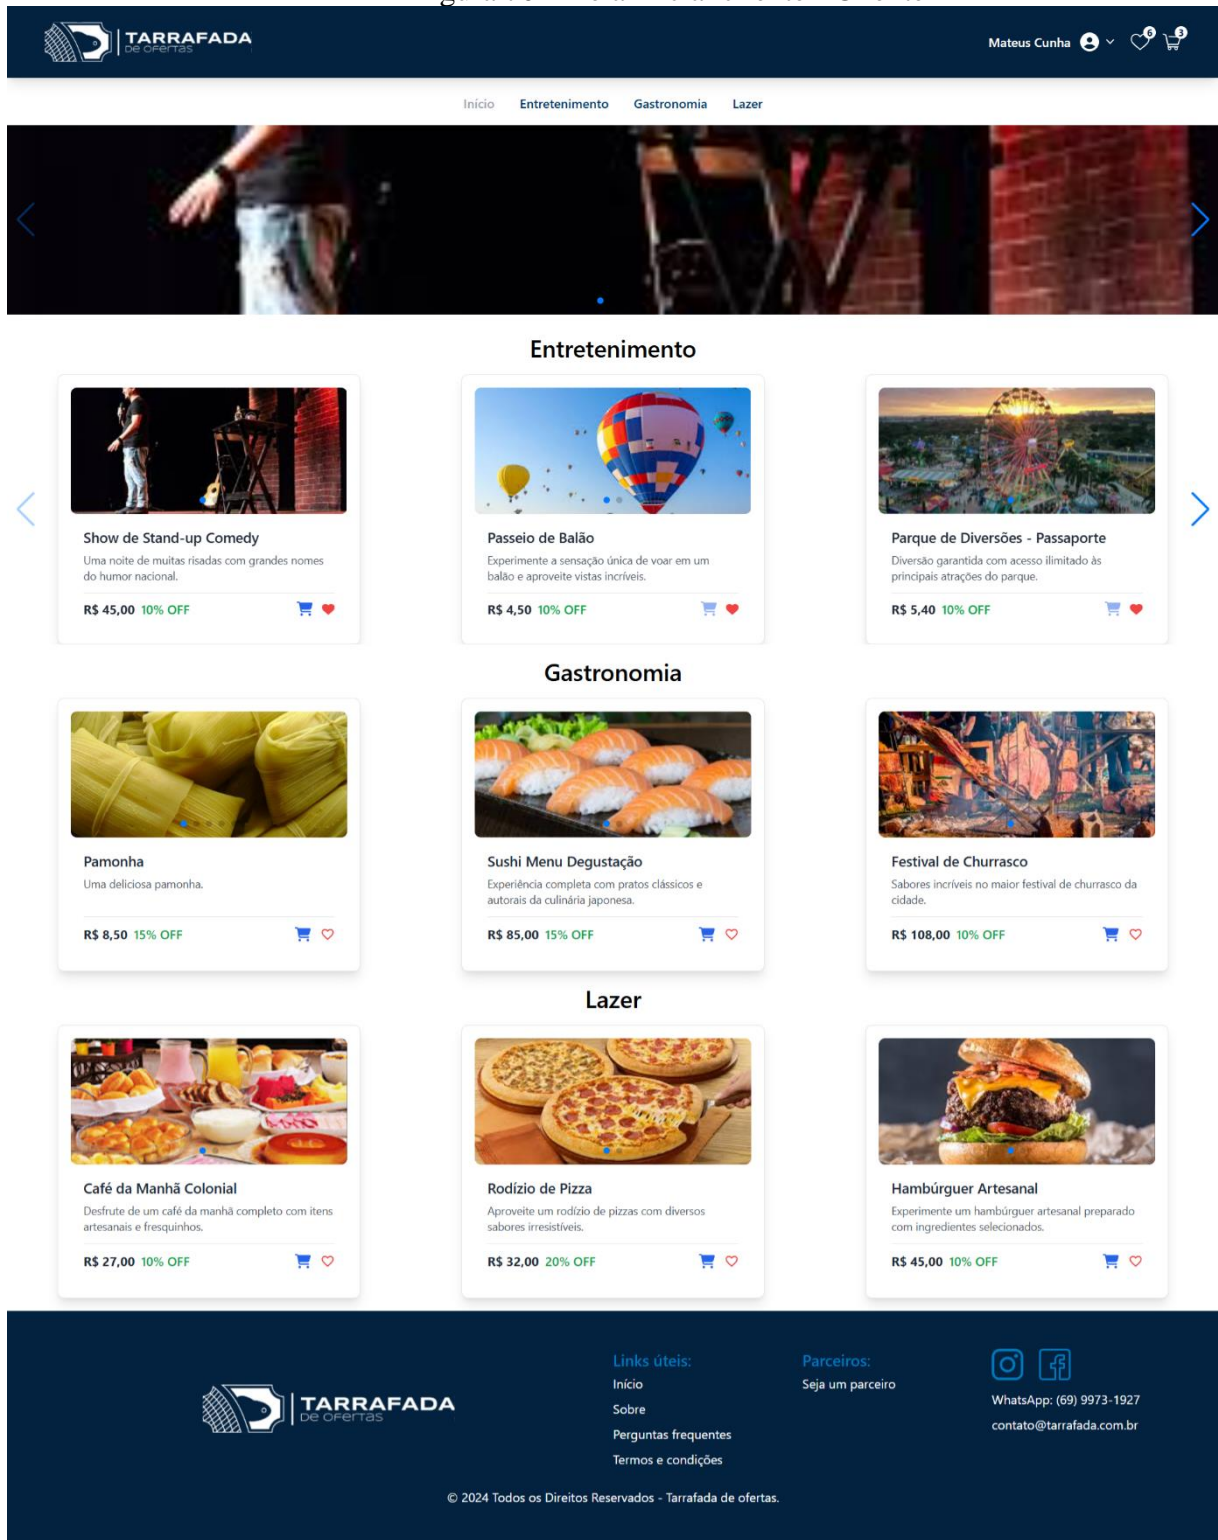 TARRAFADA
DE OFERTAS
Mateus Cunha
6
3
Início Entretenimento Gastronomia Lazer
Entretenimento
Show de Stand-up Comedy
Uma noite de muitas risadas com grandes nomes
do humor nacional.
R$ 45,00 10% OFF
Passeio de Balão
Experimente a sensação única de voar em um
balão e aproveite vistas incríveis.
R$ 4,50 10% OFF
Parque de Diversões - Passaporte
Diversão garantida com acesso ilimitado às
principais atrações do parque.
R$ 5,40 10% OFF
Gastronomia
Pamonha
Uma deliciosa pamonha.
R$ 8,50 15% OFF
Sushi Menu Degustação
Experiência completa com pratos clássicos e
autorais da culinária japonesa.
R$ 85,00 15% OFF
Festival de Churrasco
Sabores incríveis no maior festival de churrasco da
cidade.
R$ 108,00 10% OFF
Lazer
Café da Manhã Colonial
Desfrute de um café da manhã completo com itens
artesanais e fresquinhos.
R$ 27,00 10% OFF
Rodízio de Pizza
Aproveite um rodízio de pizzas com diversos
sabores irresistíveis.
R$ 32,00 20% OFF
Hambúrguer Artesanal
Experimente um hambúrguer artesanal preparado
com ingredientes selecionados.
R$ 45,00 10% OFF
TARRAFADA
DE OFERTAS
Links úteis:
Início
Sobre
Perguntas frequentes
Termos e condições
Parceiros:
Seja um parceiro
WhatsApp: (69) 9973-1927
contato@tarrafada.com.br
© 2024 Todos os Direitos Reservados - Tarrafada de ofertas.